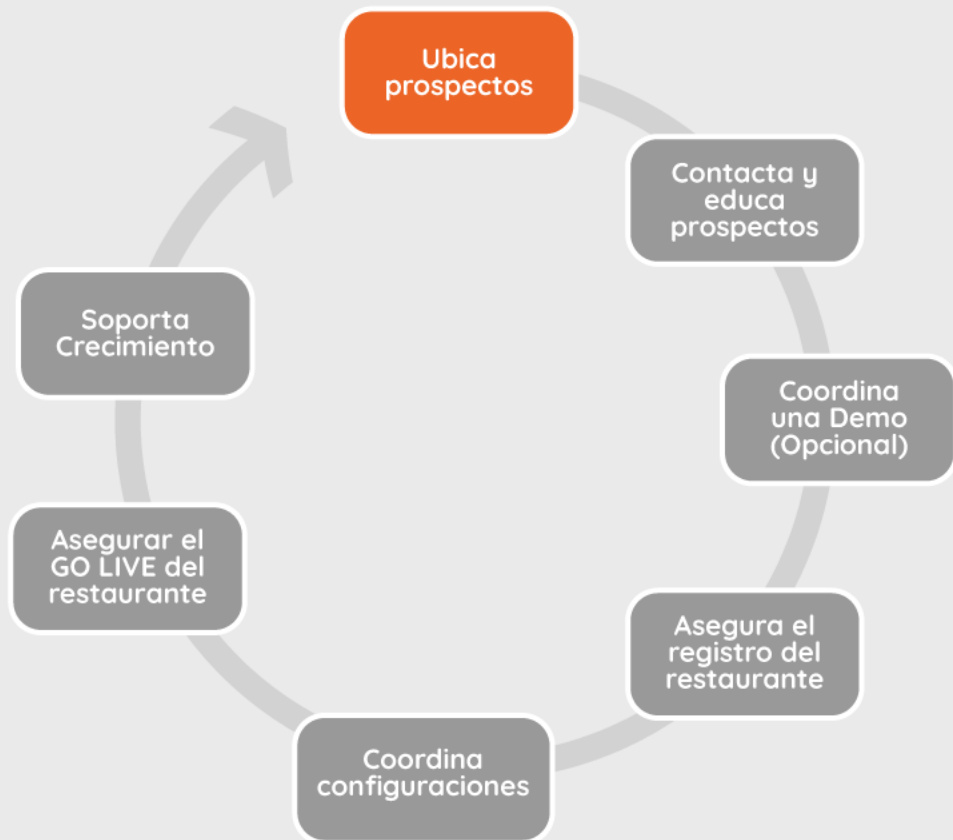 Ubica
prospectos
Contacta y
educa
prospectos
Coordina
una Demo
(Opcional)
Asegura el
registro del
restaurante
Coordina
configuraciones
Asegurar el
GO LIVE del
restaurante
Soporta
Crecimiento